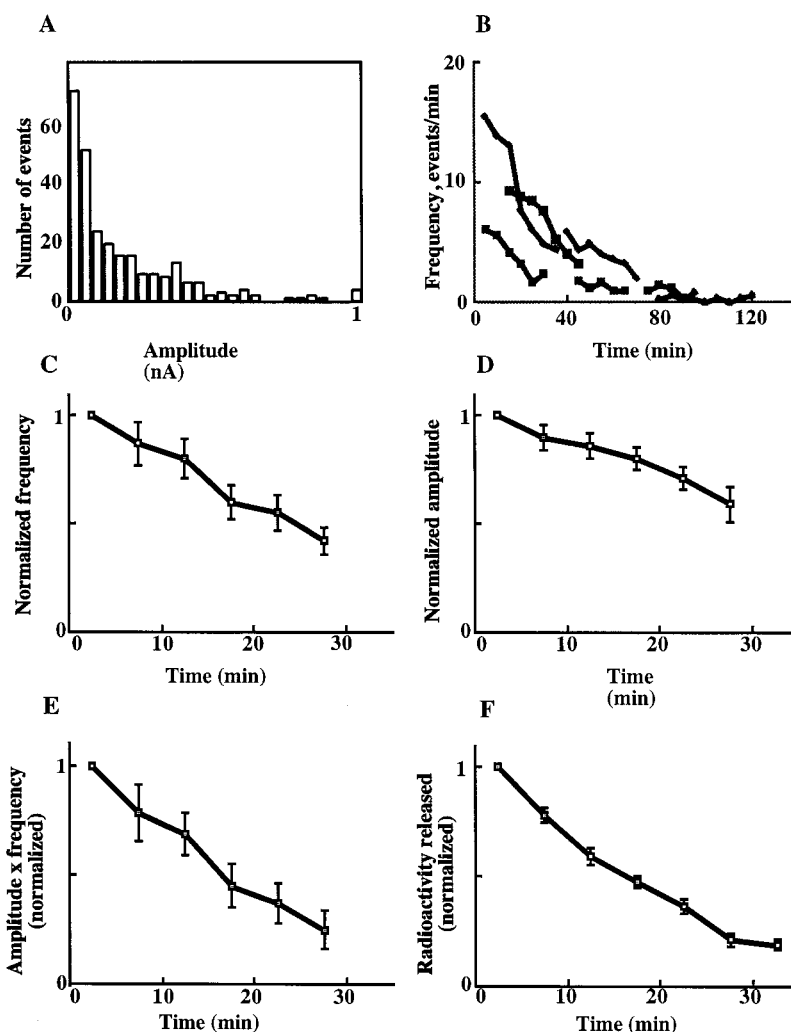 A
Number of events
60
40
20
0
0
1
Amplitude
(nA)
B
Frequency, events/min
20
10
0
0
40
80
120
Time (min)
C
Normalized frequency
1
0
0
10
20
30
Time (min)
D
Normalized amplitude
1
0
0
10
20
30
Time
(min)
E
Amplitude x frequency
(normalized)
1
0
0
10
20
30
Time (min)
F
Radioactivity released
(normalized)
1
0
0
10
20
30
Time (min)